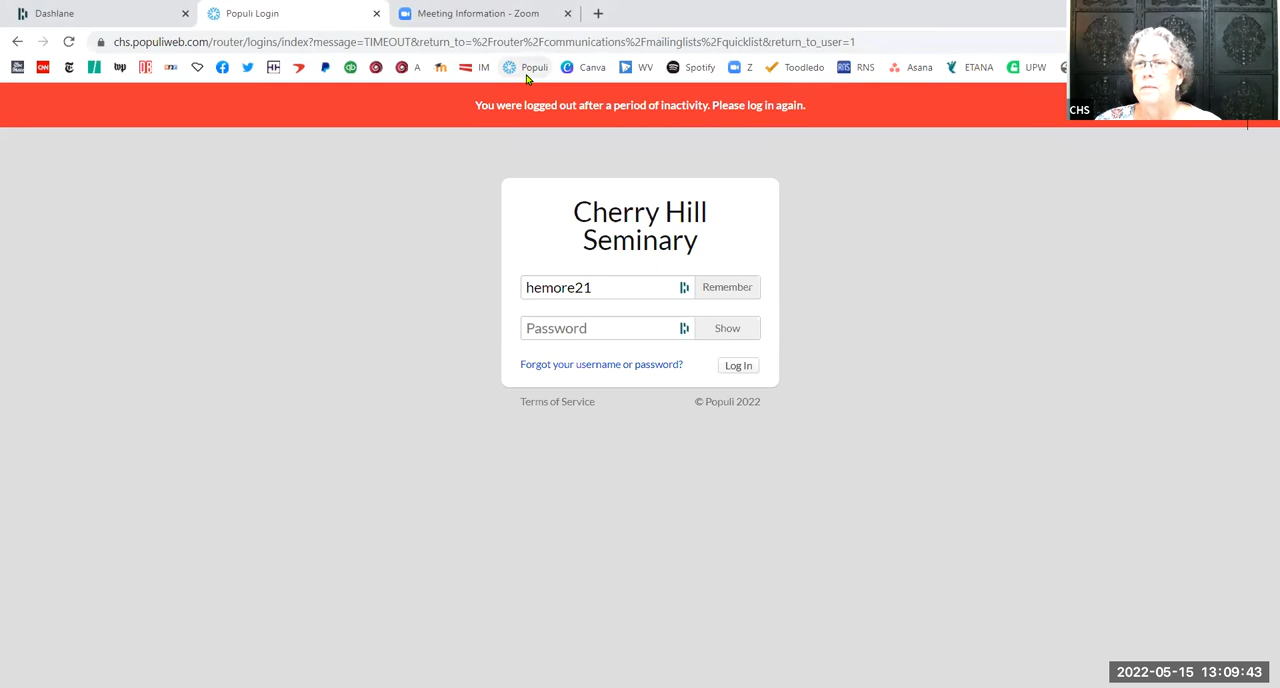 Dashlane
Populi Login
Meeting Information - Zoom
chs.populiweb.com/router/logins/index?message=TIMEOUT&return_to=%2Frouter%2Fcommunications%2Fmailinglists%2Fquicklist&return_to_user=1
CNN
wp
A
IM
Populi
Canva
WV
Spotify
Z
Toodledo
RNS
RNS
Asana
ETANA
UPW
You were logged out after a period of inactivity. Please log in again.
CHS
Cherry Hill
Seminary
hemore21
Remember
Password
Show
Forgot your username or password?
Log In
Terms of Service
© Populi 2022
2022-05-15 13:09:43